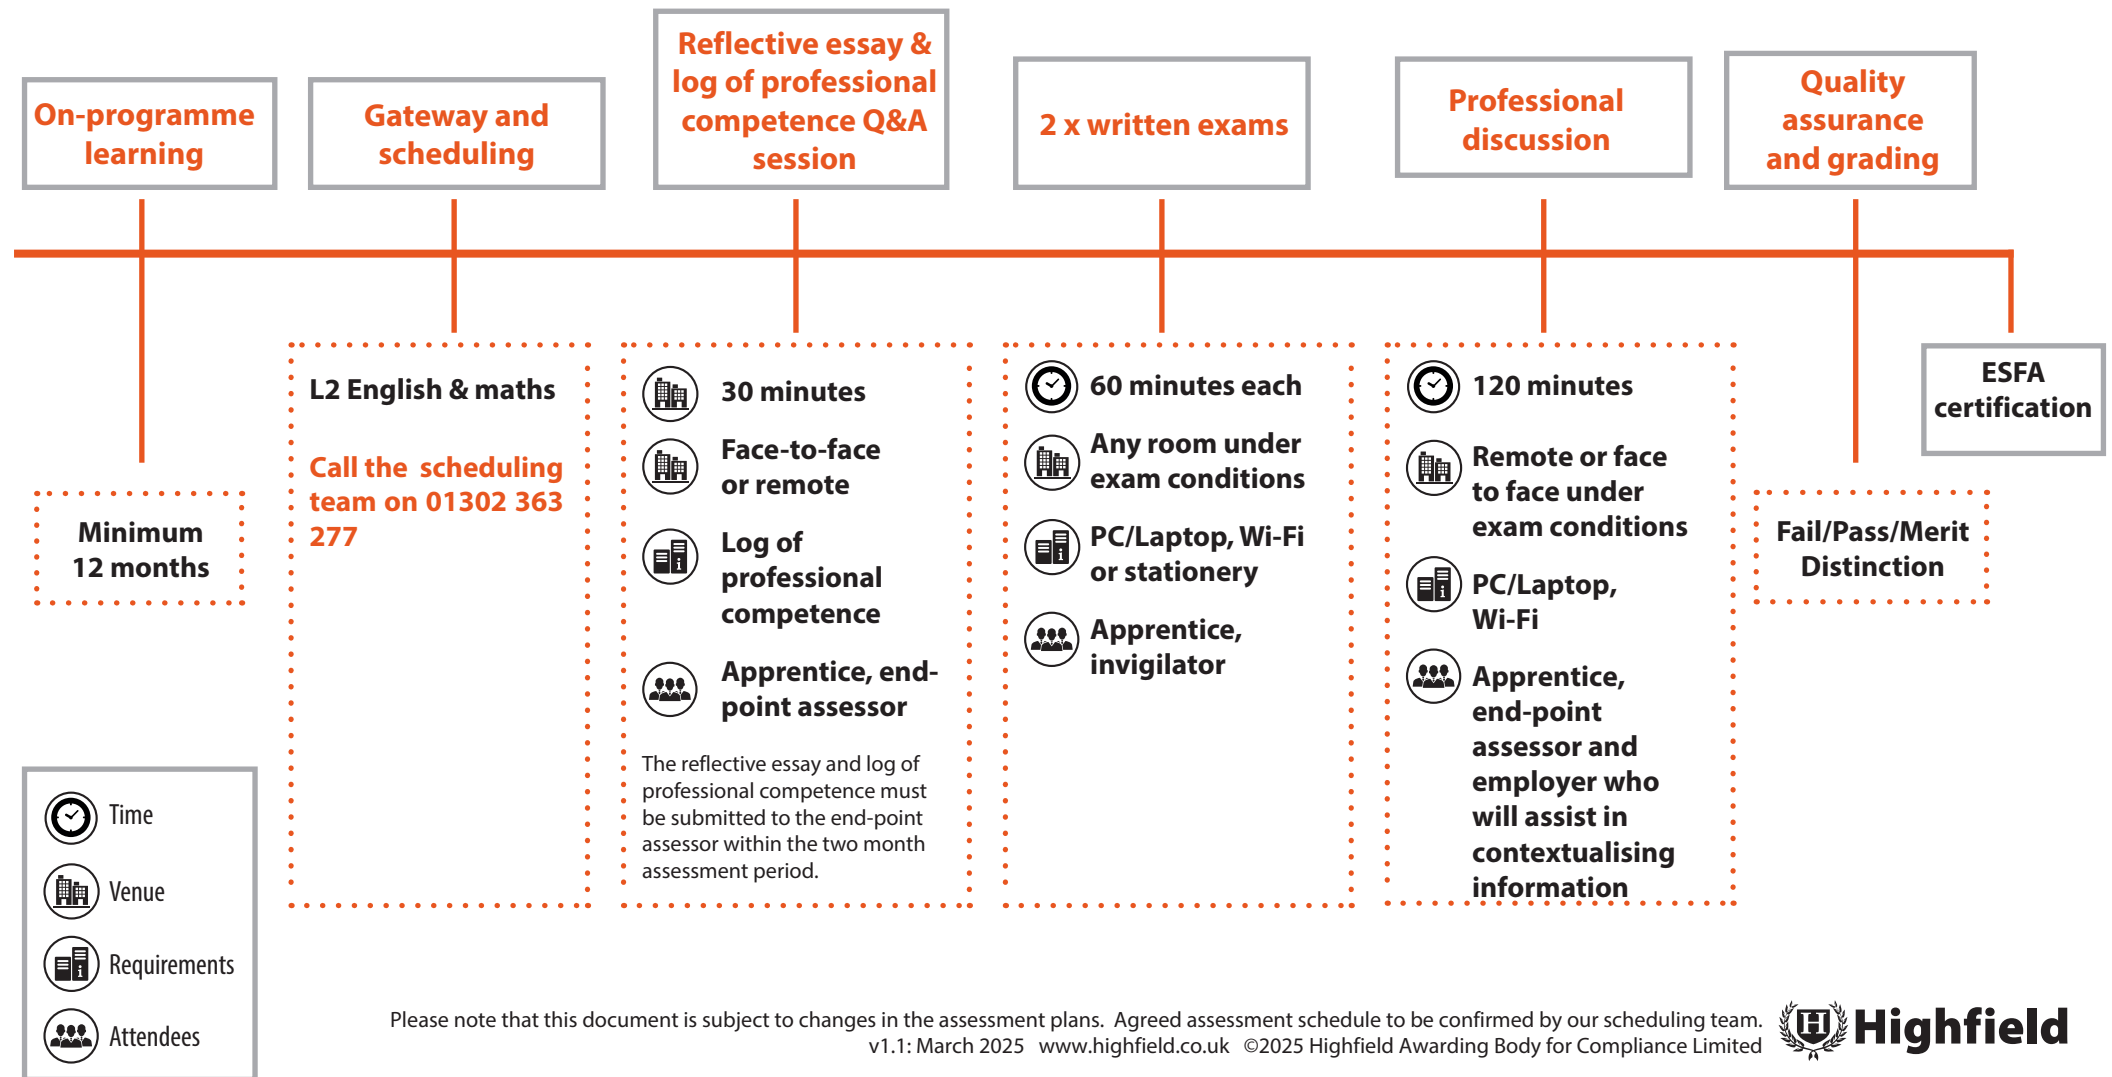 On-programme
learning
Gateway and
scheduling
Reflective essay &
log of professional
competence Q&A
session
2 x written exams
Professional
discussion
Quality
assurance
and grading
Minimum
12 months
L2 English & maths
Call the  scheduling
team on 01302 363
277
30 minutes
Face-to-face
or remote
Log of
professional
competence
Apprentice, end-
point assessor
The reflective essay and log of
professional competence must
be submitted to the end-point
assessor within the two month
assessment period.
60 minutes each
Any room under
exam conditions
PC/Laptop, Wi-Fi
or stationery
Apprentice,
invigilator
120 minutes
Remote or face
to face under
exam conditions
PC/Laptop,
Wi-Fi
Apprentice,
end-point
assessor and
employer who
will assist in
contextualising
information
Fail/Pass/Merit
Distinction
ESFA
certification
Time
Venue
Requirements
Attendees
Please note that this document is subject to changes in the assessment plans.  Agreed assessment schedule to be confirmed by our scheduling team.
v1.1: March 2025   www.highfield.co.uk   ©2025 Highfield Awarding Body for Compliance Limited
H
Highfield